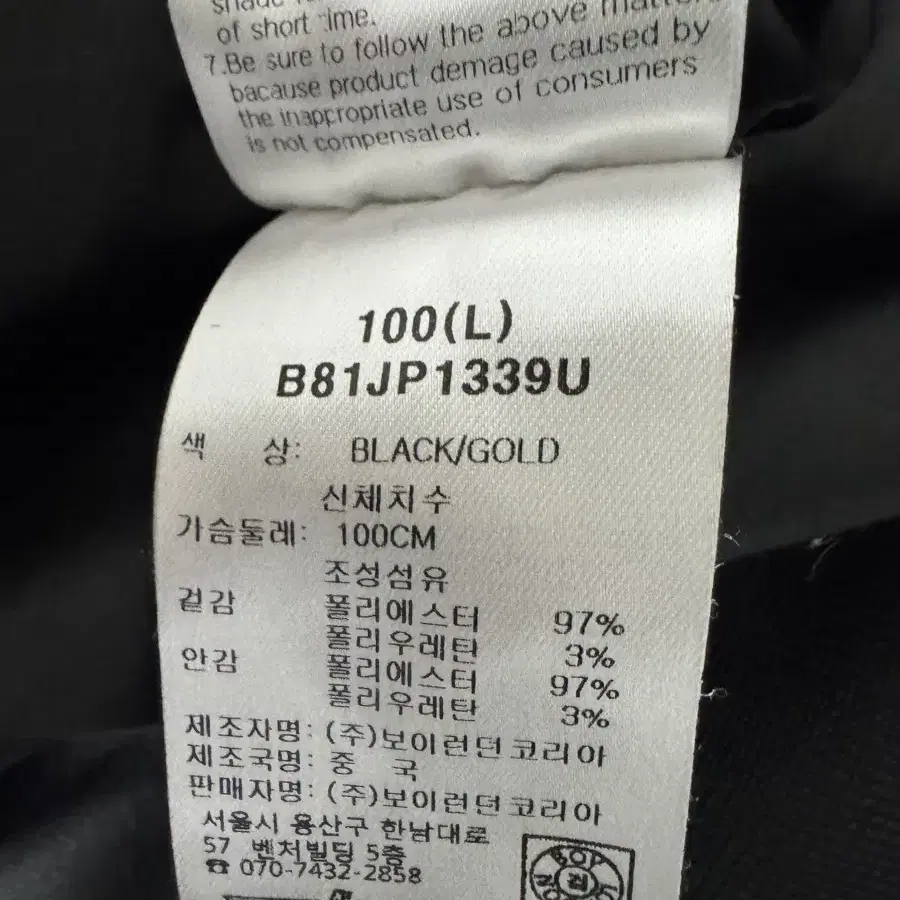 of short time.
7.Be sure to follow the above matters
bacause product damage caused by
the inappropriate use of consumers
is not compensated.
100(L)
B81JP1339U
색 상: BLACK/GOLD
신체치수
가슴둘레: 100CM
조성섬유
겉감 폴리에스터 97%
폴리우레탄 3%
안감 폴리에스터 97%
폴리우레탄 3%
제조자명: (주)보이런던코리아
제조국명: 중 국
판매자명: (주)보이런던코리아
서울시 용산구 한남대로
57 벤처빌딩 5층
☎ 070-7432-2858
검